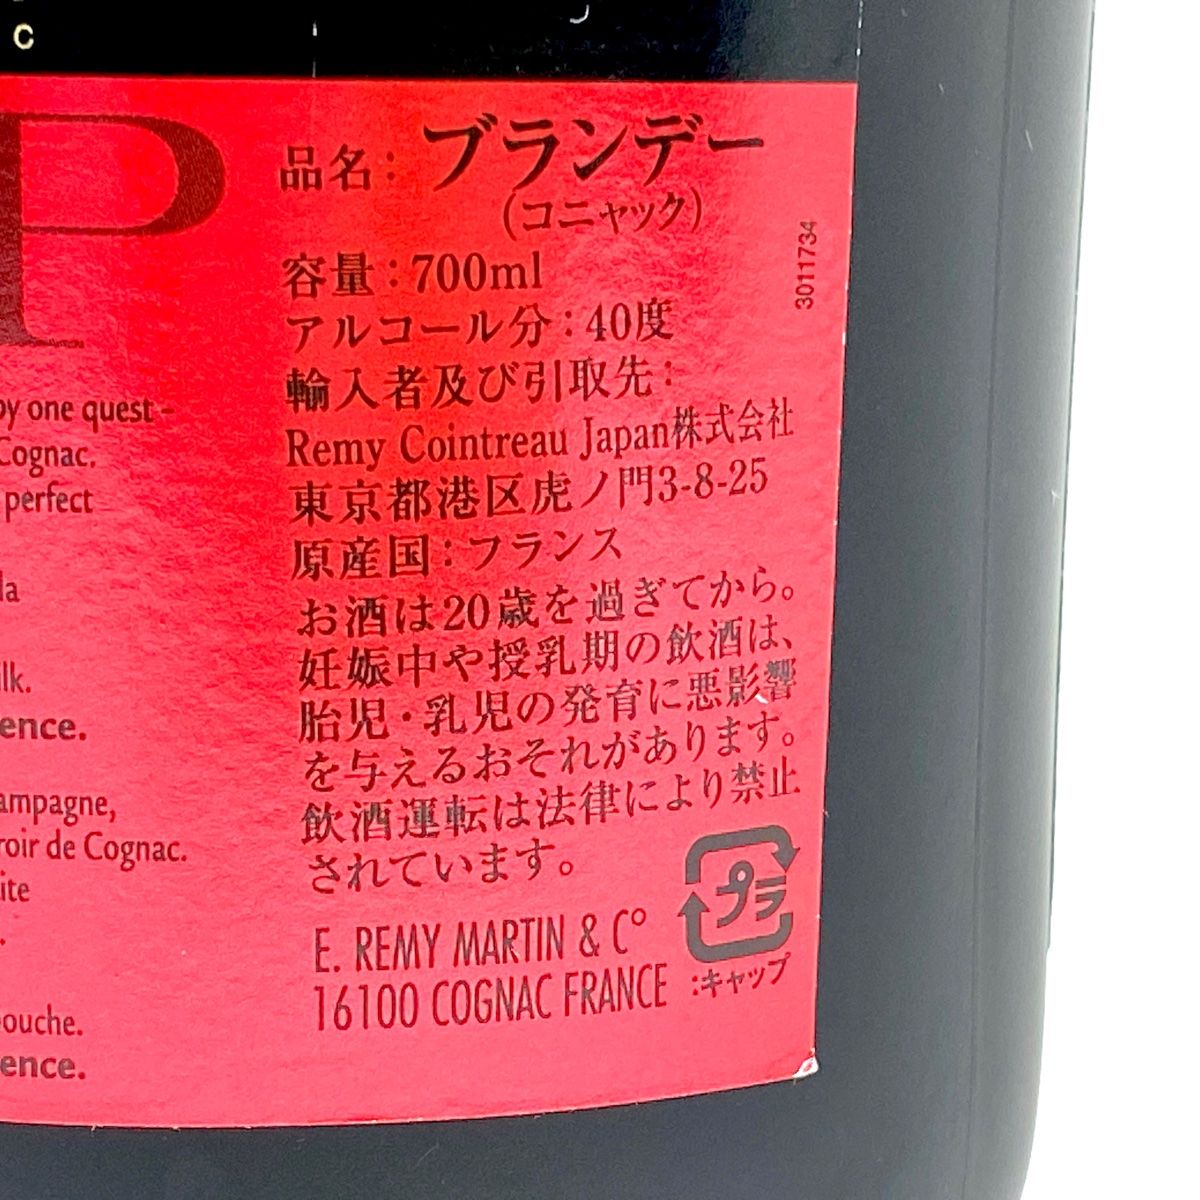 C
P
品名：ブランデー
(コニャック)
容量：700ml
アルコール分：40度
輸入者及び引取先：
Remy Cointreau Japan株式会社
東京都港区虎ノ門3-8-25
原産国：フランス
お酒は20歳を過ぎてから。
妊娠中や授乳期の飲酒は、
胎児・乳児の発育に悪影響
を与えるおそれがあります。
飲酒運転は法律により禁止
されています。
E. REMY MARTIN & C°
16100 COGNAC FRANCE
プラ
:キャップ
3011734
by one quest –
Cognac.
perfect
la
ilk.
ence.
ampagne,
roir de Cognac.
ite
bouche.
ence.